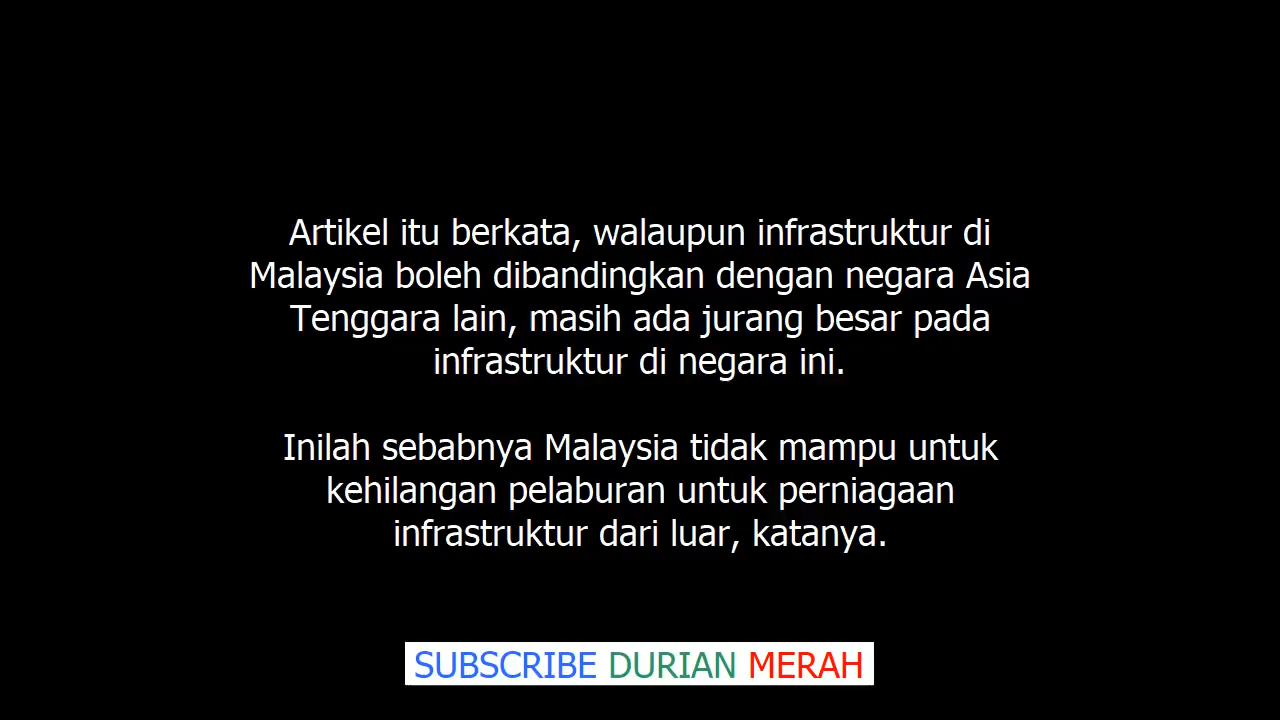 Artikel itu berkata, walaupun infrastruktur di
Malaysia boleh dibandingkan dengan negara Asia
Tenggara lain, masih ada jurang besar pada
infrastruktur di negara ini.
Inilah sebabnya Malaysia tidak mampu untuk
kehilangan pelaburan untuk perniagaan
infrastruktur dari luar, katanya.
SUBSCRIBE DURIAN MERAH